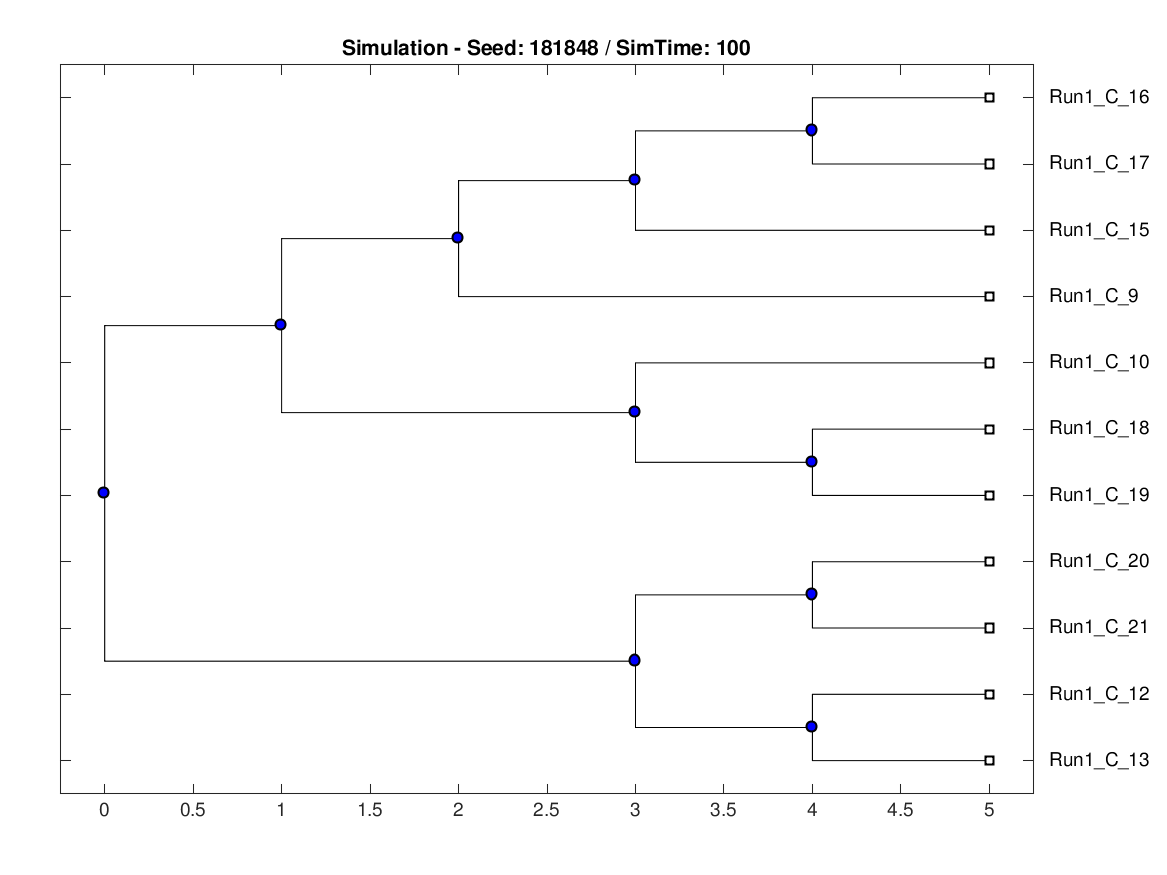 Simulation - Seed: 181848 / SimTime: 100
Run1_C_16
Run1_C_17
Run1_C_15
Run1_C_9
Run1_C_10
Run1_C_18
Run1_C_19
Run1_C_20
Run1_C_21
Run1_C_12
Run1_C_13
0 0.5 1 1.5 2 2.5 3 3.5 4 4.5 5